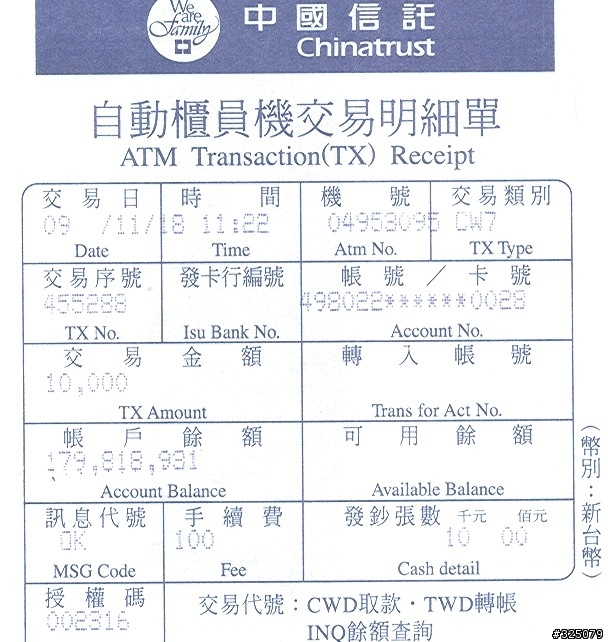 We are Family
中國信託
Chinatrust
自動櫃員機交易明細單
ATM Transaction(TX) Receipt
交易日 時間 機號 交易類別
09 /11/18 11:22 04953095 CW7
Date Time Atm No. TX Type
交易序號 發卡行編號 帳號／卡號
455288 498022******0028
TX No. Isu Bank No. Account No.
交易金額 轉入帳號
10,000
TX Amount Trans for Act No.
帳戶餘額 可用餘額
179,818,931
Account Balance Available Balance
(幣別：新台幣)
訊息代號 手續費 發鈔張數 千元 佰元
OK 100 10 00
MSG Code Fee Cash detail
授權碼 交易代號：CWD取款・TWD轉帳
002316 INQ餘額查詢
#325079